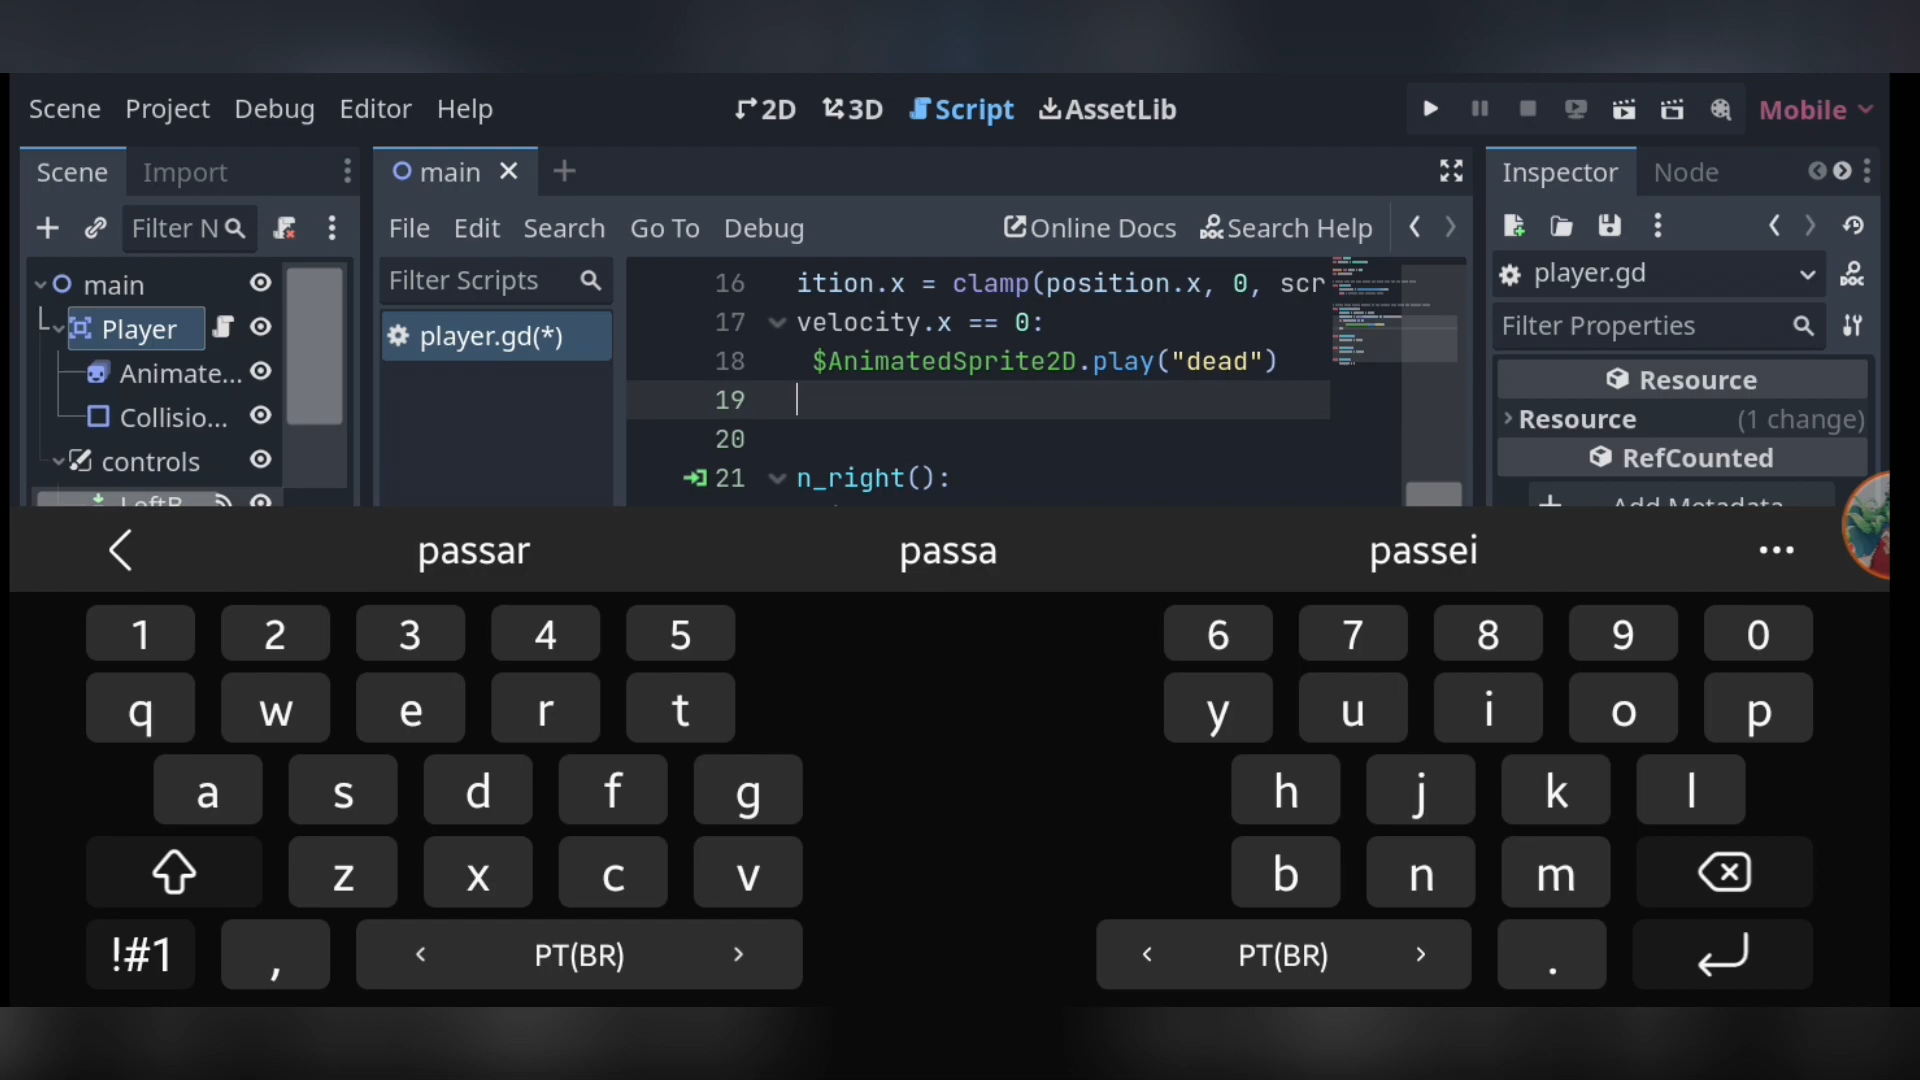 Scene Project Debug Editor Help 2D 3D Script AssetLib Mobile
Scene Import main Inspector Node
Filter N File Edit Search Go To Debug Online Docs Search Help
main Filter Scripts player.gd
Player player.gd(*) Filter Properties
Animate...
Collisio...
controls
16 ition.x = clamp(position.x, 0, scr
17 velocity.x == 0:
18 $AnimatedSprite2D.play("dead")
19
20
21 n_right():
Resource
Resource (1 change)
RefCounted
Add Metadata
passar passa passei ...
1 2 3 4 5 6 7 8 9 0
q w e r t y u i o p
a s d f g h j k l
z x c v b n m
!#1 , < PT(BR) > < PT(BR) > .